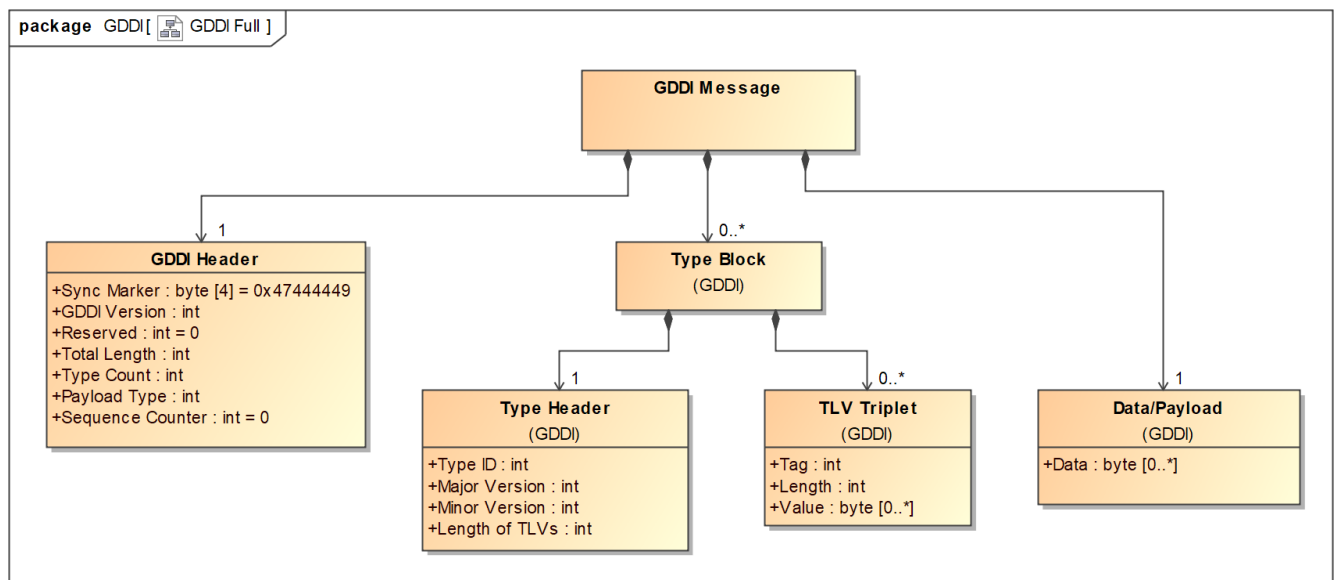 package GDDI[ GDDI Full ]
GDDI Message
1
0..*
1
GDDI Header
+Sync Marker : byte [4] = 0x47444449
+GDDI Version : int
+Reserved : int = 0
+Total Length : int
+Type Count : int
+Payload Type : int
+Sequence Counter : int = 0
Type Block
(GDDI)
1
0..*
Type Header
(GDDI)
+Type ID : int
+Major Version : int
+Minor Version : int
+Length of TLVs : int
TLV Triplet
(GDDI)
+Tag : int
+Length : int
+Value : byte [0..*]
Data/Payload
(GDDI)
+Data : byte [0..*]